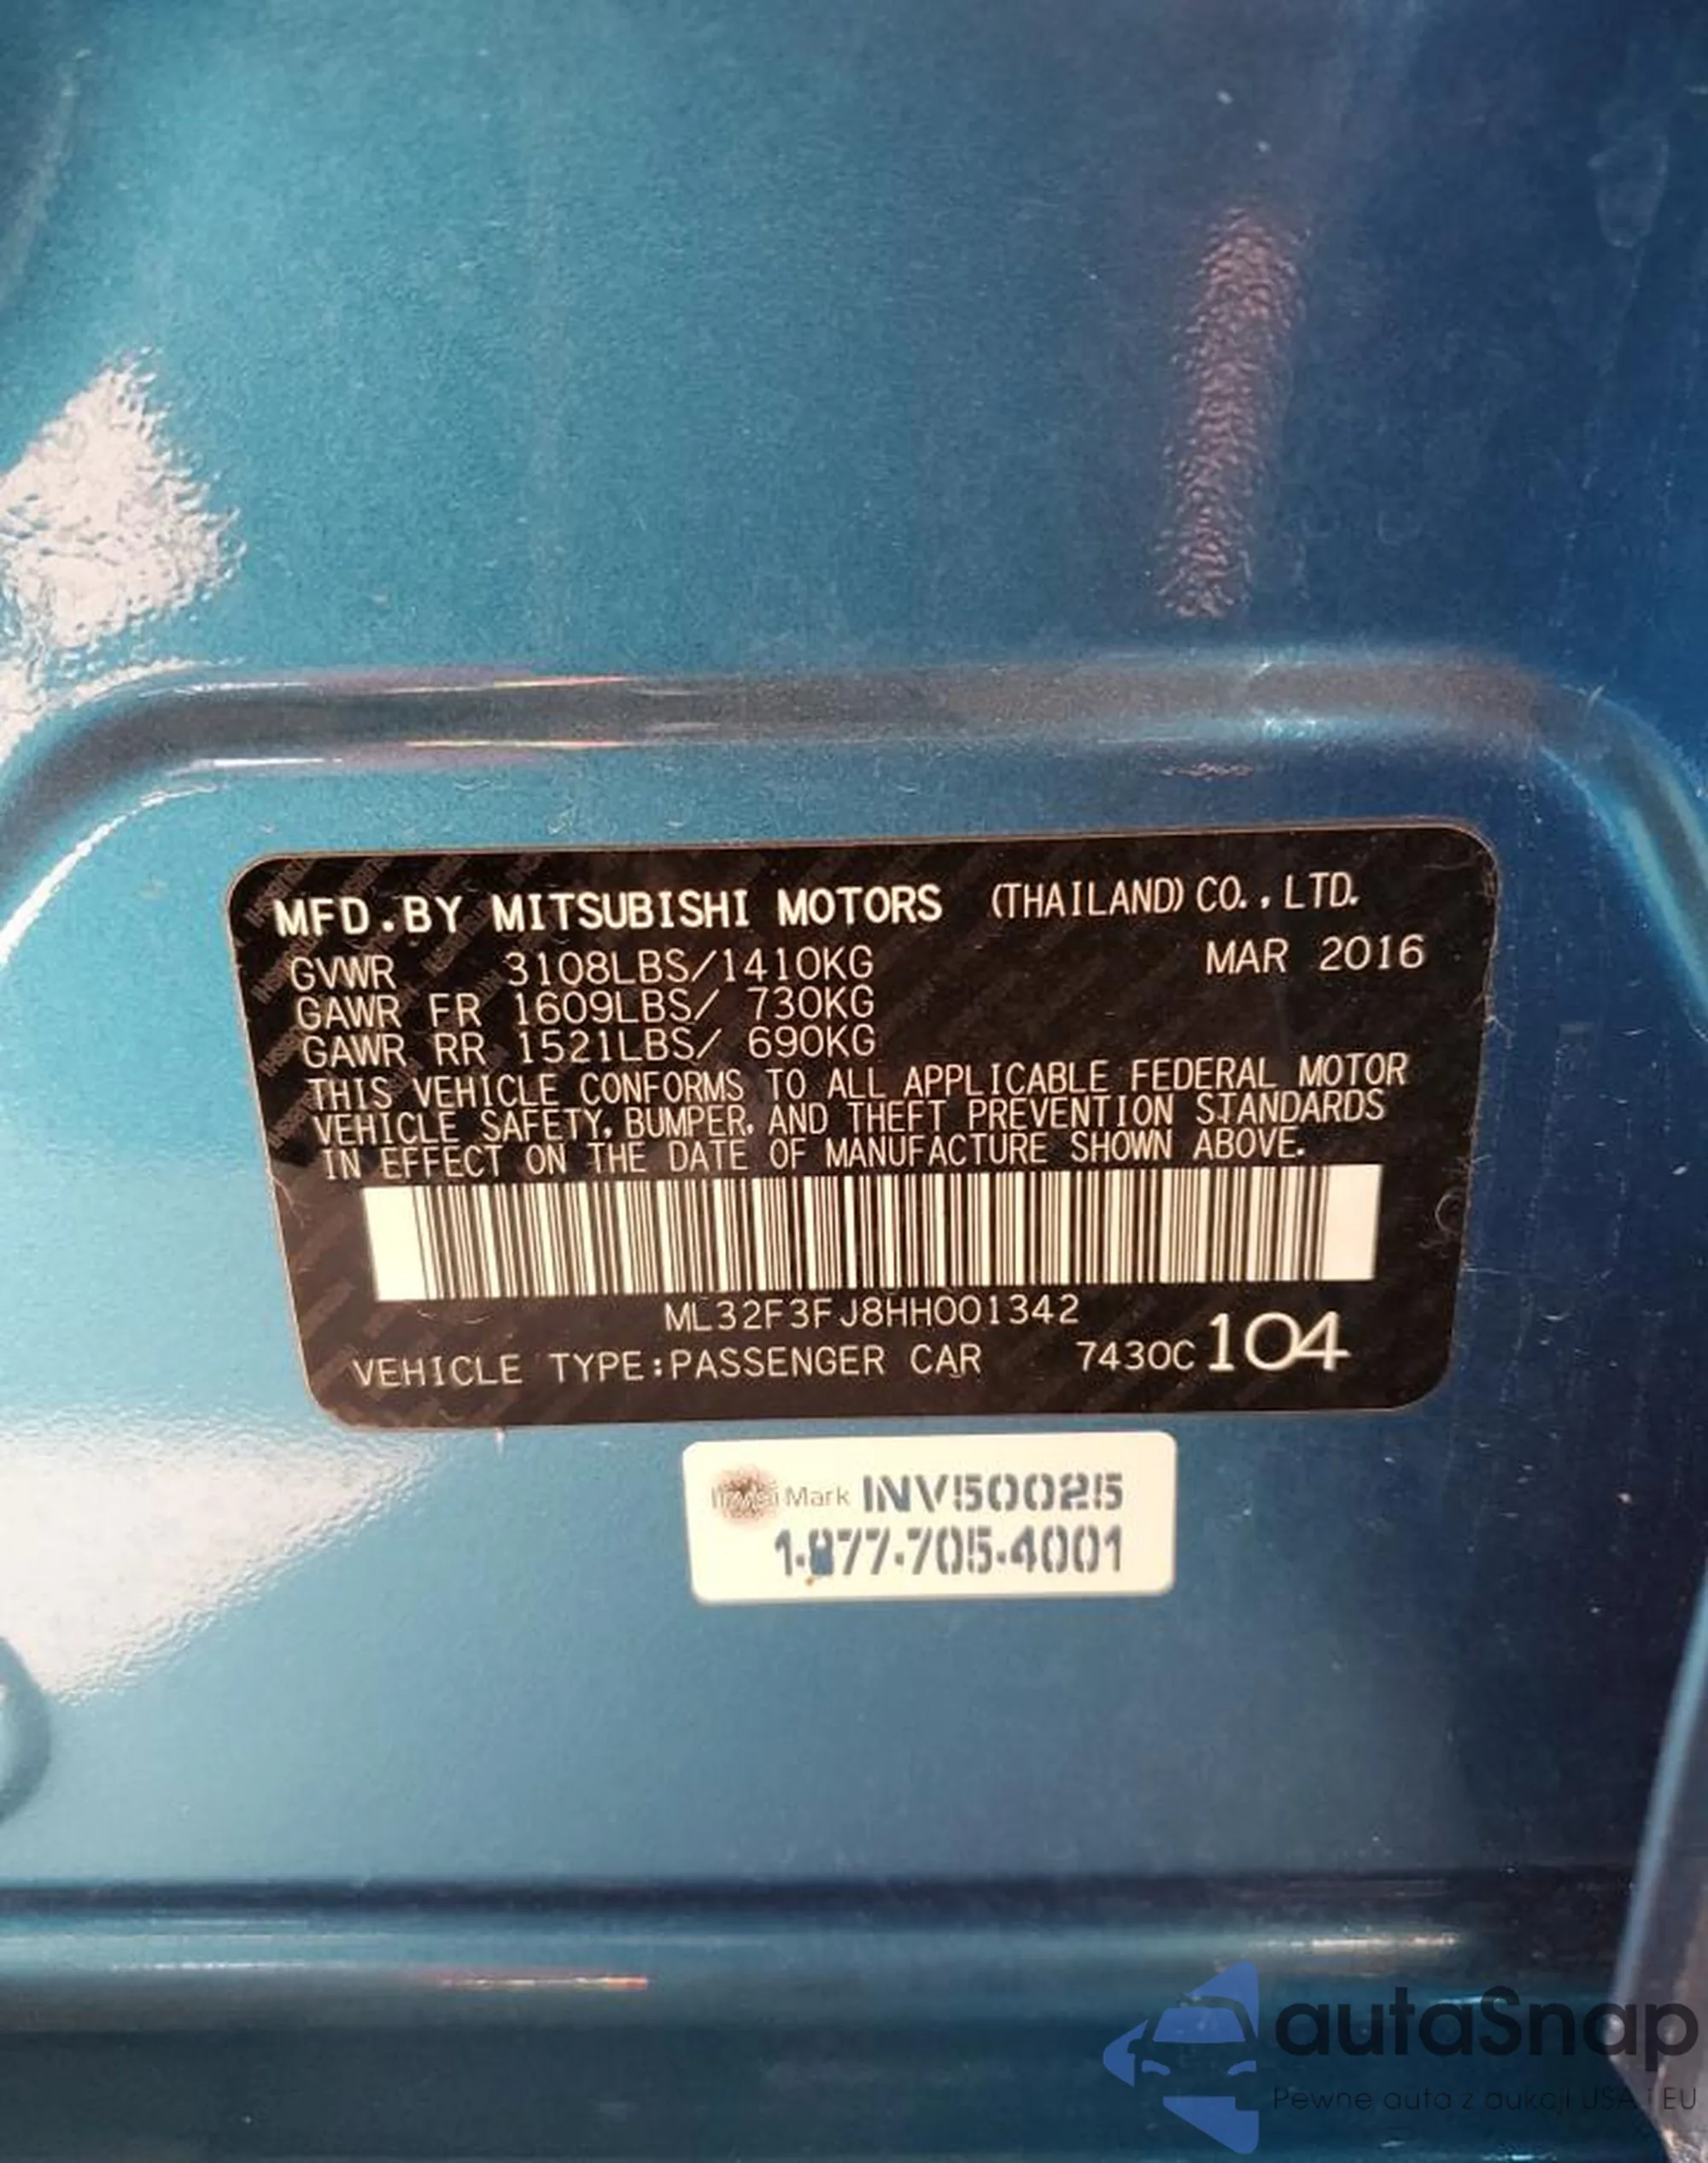 MFD.BY MITSUBISHI MOTORS (THAILAND) CO., LTD.
GVWR 3108LBS/1410KG MAR 2016
GAWR FR 1609LBS/ 730KG
GAWR RR 1521LBS/ 690KG
THIS VEHICLE CONFORMS TO ALL APPLICABLE FEDERAL MOTOR
VEHICLE SAFETY, BUMPER, AND THEFT PREVENTION STANDARDS
IN EFFECT ON THE DATE OF MANUFACTURE SHOWN ABOVE.
ML32F3FJ8HH001342
VEHICLE TYPE:PASSENGER CAR 7430C 104
Mark INV50025
1-877-705-4001
autaSnap
Pewne auta z aukcji USA i EU